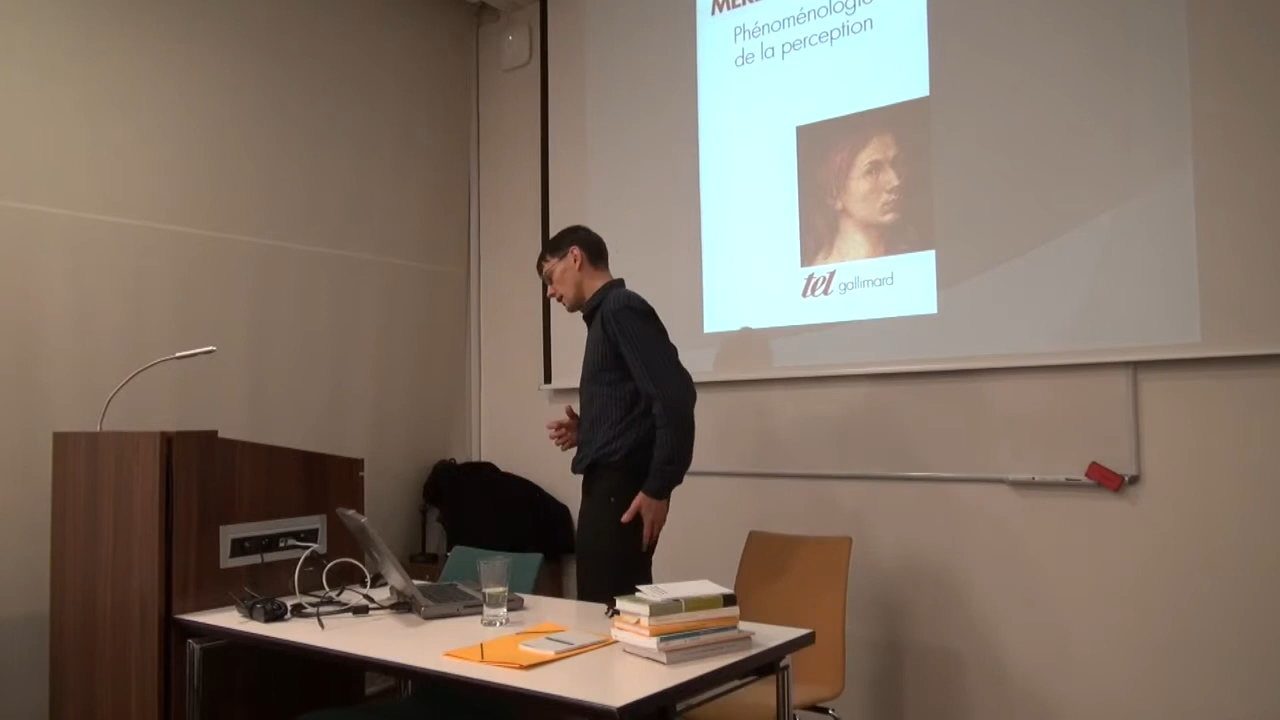 Phénoménologie
de la perception
tel gallimard